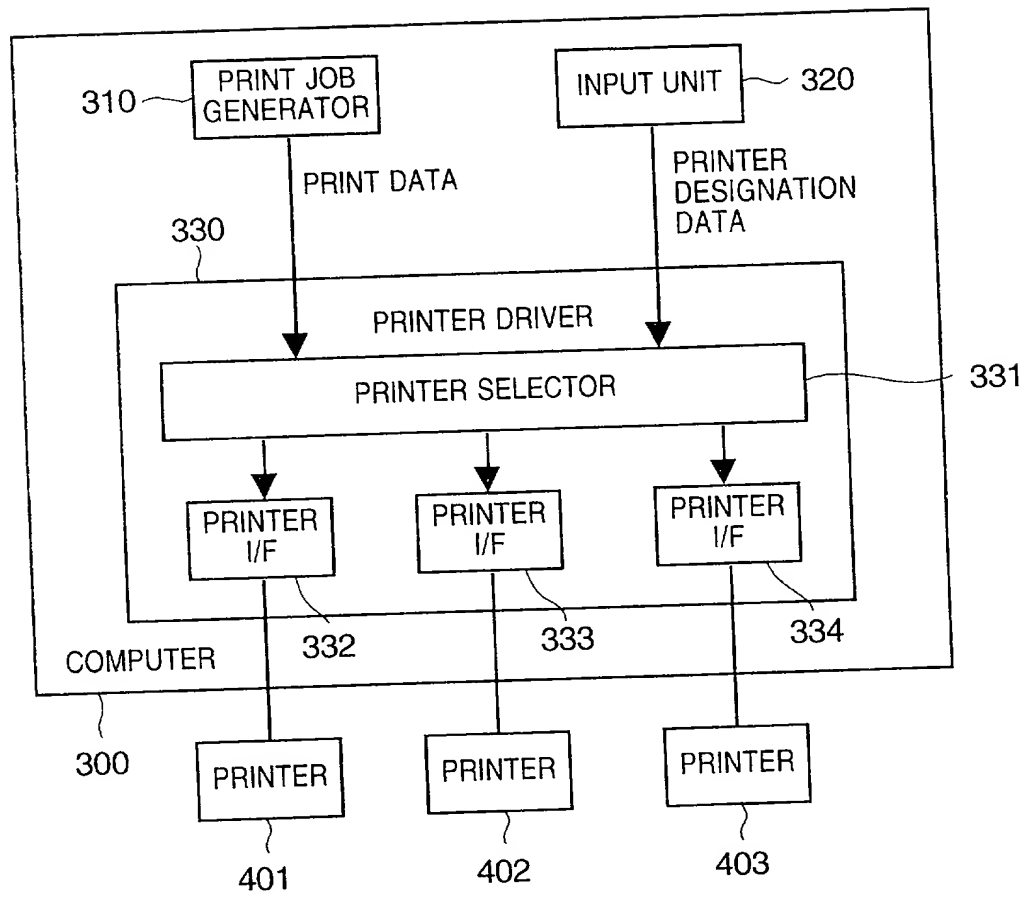 PRINT JOB
GENERATOR
310
INPUT UNIT
320
PRINT DATA
PRINTER
DESIGNATION
DATA
330
PRINTER DRIVER
PRINTER SELECTOR
331
PRINTER
I/F
PRINTER
I/F
PRINTER
I/F
332
333
334
COMPUTER
300
PRINTER
PRINTER
PRINTER
401
402
403